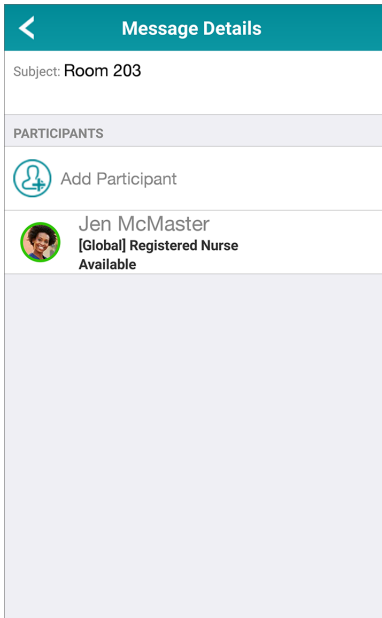 Message Details
Subject: Room 203
PARTICIPANTS
Add Participant
Jen McMaster
[Global] Registered Nurse
Available